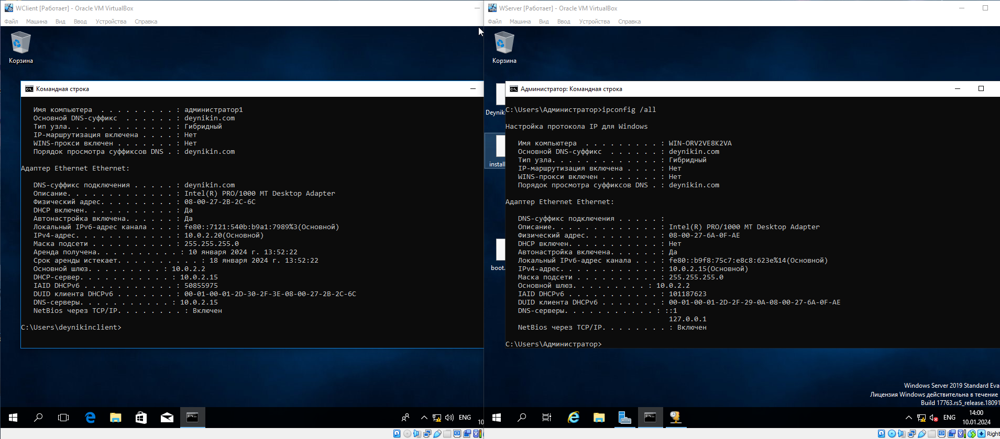 WClient [Работает] - Oracle VM VirtualBox
Файл Машина Вид Ввод Устройства Справка
Корзина
Командная строка
Имя компьютера . . . . . . . . . : администратор1
Основной DNS-суффикс . . . . . . : deynikin.com
Тип узла. . . . . . . . . . . . . : Гибридный
IP-маршрутизация включена . . . . : Нет
WINS-прокси включен . . . . . . . : Нет
Порядок просмотра суффиксов DNS . : deynikin.com
Адаптер Ethernet Ethernet:
DNS-суффикс подключения . . . . . : deynikin.com
Описание. . . . . . . . . . . . . : Intel(R) PRO/1000 MT Desktop Adapter
Физический адрес. . . . . . . . . : 08-00-27-2B-2C-6C
DHCP включен. . . . . . . . . . . : Да
Автонастройка включена. . . . . . : Да
Локальный IPv6-адрес канала . . . : fe80::7121:540b:b9a1:7989%3(Основной)
IPv4-адрес. . . . . . . . . . . . : 10.0.2.20(Основной)
Маска подсети . . . . . . . . . . : 255.255.255.0
Аренда получена. . . . . . . . . . : 10 января 2024 г. 13:52:22
Срок аренды истекает. . . . . . . . . . : 18 января 2024 г. 13:52:22
Основной шлюз. . . . . . . . . : 10.0.2.2
DHCP-сервер. . . . . . . . . . . : 10.0.2.15
IAID DHCPv6 . . . . . . . . . . . : 50855975
DUID клиента DHCPv6 . . . . . . . : 00-01-00-01-2D-30-2F-3E-08-00-27-2B-2C-6C
DNS-серверы. . . . . . . . . . . : 10.0.2.15
NetBios через TCP/IP. . . . . . . . : Включен
C:\Users\deynikinclient>
ENG
10
WServer [Работает] - Oracle VM VirtualBox
Файл Машина Вид Ввод Устройства Справка
Корзина
Deynik
install
boot.
Администратор: Командная строка
C:\Users\Администратор>ipconfig /all
Настройка протокола IP для Windows
Имя компьютера . . . . . . . . . : WIN-ORV2VE8K2VA
Основной DNS-суффикс . . . . . . : deynikin.com
Тип узла. . . . . . . . . . . . . : Гибридный
IP-маршрутизация включена . . . . : Нет
WINS-прокси включен . . . . . . . : Нет
Порядок просмотра суффиксов DNS . : deynikin.com
Адаптер Ethernet Ethernet:
DNS-суффикс подключения . . . . . :
Описание. . . . . . . . . . . . . : Intel(R) PRO/1000 MT Desktop Adapter
Физический адрес. . . . . . . . . : 08-00-27-6A-0F-AE
DHCP включен. . . . . . . . . . . : Нет
Автонастройка включена. . . . . . : Да
Локальный IPv6-адрес канала . . . : fe80::b9f8:75c7:e8c8:623e%14(Основной)
IPv4-адрес. . . . . . . . . . . . : 10.0.2.15(Основной)
Маска подсети . . . . . . . . . . : 255.255.255.0
Основной шлюз. . . . . . . . . : 10.0.2.2
IAID DHCPv6 . . . . . . . . . . . : 101187623
DUID клиента DHCPv6 . . . . . . . : 00-01-00-01-2D-2F-29-0A-08-00-27-6A-0F-AE
DNS-серверы. . . . . . . . . . . : ::1
127.0.0.1
NetBios через TCP/IP. . . . . . . . : Включен
C:\Users\Администратор>
Windows Server 2019 Standard Eva
Лицензия Windows действительна в течение
Build 17763.rs5_release.18091
ENG
14:00
10.01.2024
Right